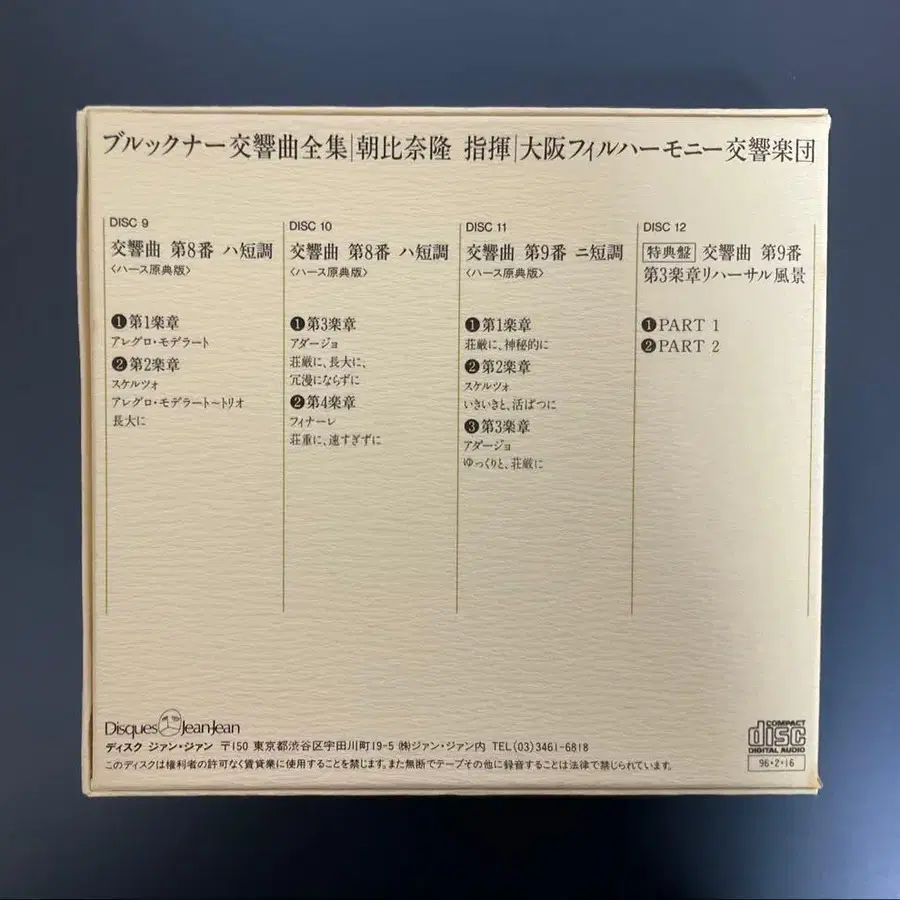 ブルックナー交響曲全集|朝比奈隆 指揮|大阪フィルハーモニー交響楽団
DISC 9
交響曲 第8番 ハ短調
〈ハース原典版〉
❶第1楽章
アレグロ・モデラート
❷第2楽章
スケルツォ
アレグロ・モデラート〜トリオ
長大に
DISC 10
交響曲 第8番 ハ短調
〈ハース原典版〉
❶第3楽章
アダージョ
荘厳に、長大に、
冗漫にならずに
❷第4楽章
フィナーレ
荘重に、速すぎずに
DISC 11
交響曲 第9番 ニ短調
〈ハース原典版〉
❶第1楽章
荘厳に、神秘的に
❷第2楽章
スケルツォ
いきいきと、活ぱつに
❸第3楽章
アダージョ
ゆっくりと、荘厳に
DISC 12
特典盤 交響曲 第9番
第3楽章リハーサル風景
❶PART 1
❷PART 2
Disques JeanJean
ディスク ジァン・ジァン 〒150 東京都渋谷区宇田川町19-5 ㈱ジァン・ジァン内 TEL(03)3461-6818
このディスクは権利者の許可なく賃貸業に使用することを禁じます。また無断でテープその他に録音することは法律で禁じられています。
COMPACT
disc
DIGITAL AUDIO
96・2・16